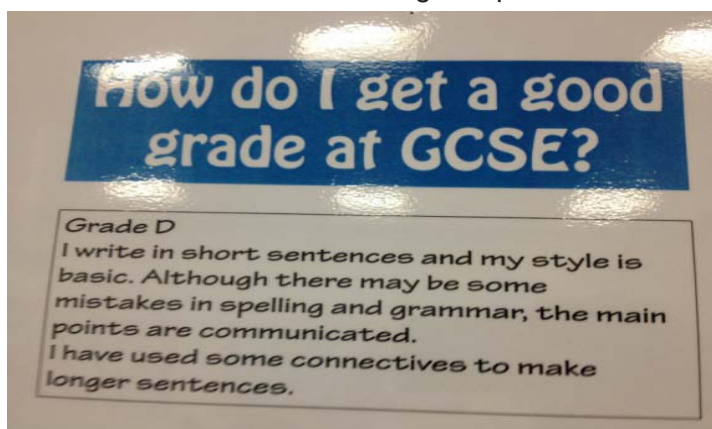 How do I get a good
grade at GCSE?
Grade D
I write in short sentences and my style is
basic. Although there may be some
mistakes in spelling and grammar, the main
points are communicated.
I have used some connectives to make
longer sentences.